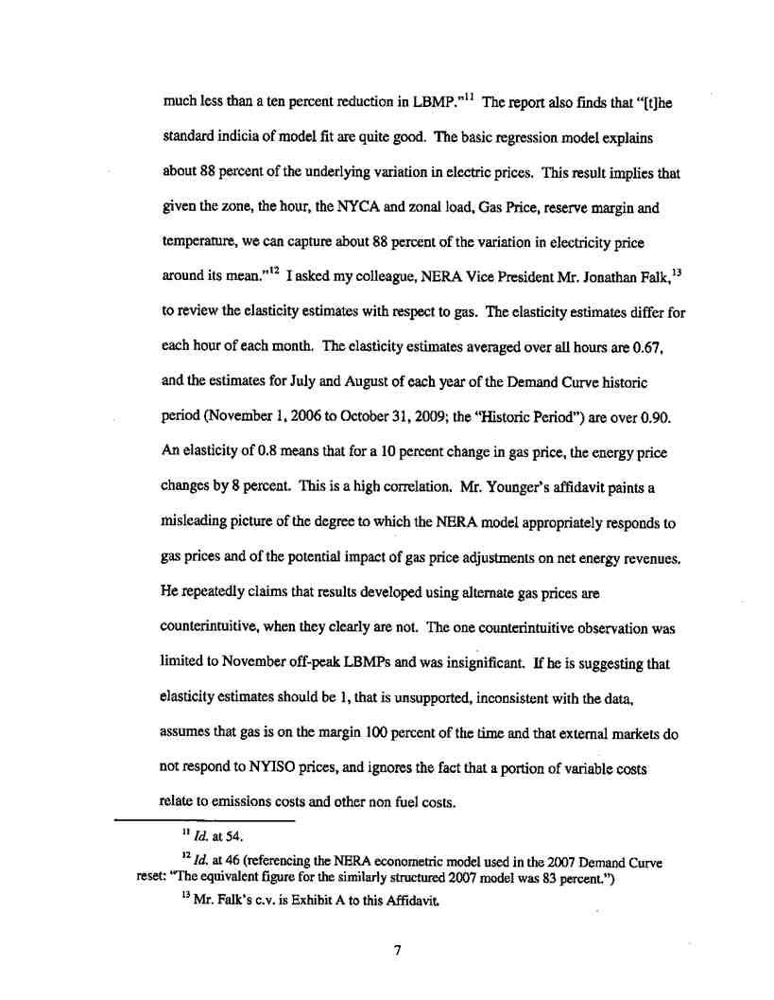 much less than a ten percent reduction in LBMP.”11 The report also finds that “[t]he
standard indicia of model fit are quite good. The basic regression model explains
about 88 percent of the underlying variation in electric prices. This result implies that
given the zone, the hour, the NYCA and zonal load, Gas Price, reserve margin and
temperature, we can capture about 88 percent of the variation in electricity price
around its mean.”12 I asked my colleague, NERA Vice President Mr. Jonathan Falk,13
to review the elasticity estimates with respect to gas. The elasticity estimates differ for
each hour of each month. The elasticity estimates averaged over all hours are 0.67,
and the estimates for July and August of each year of the Demand Curve historic
period (November 1, 2006 to October 31, 2009; the “Historic Period”) are over 0.90.
An elasticity of 0.8 means that for a 10 percent change in gas price, the energy price
changes by 8 percent. This is a high correlation. Mr. Younger’s affidavit paints a
misleading picture of the degree to which the NERA model appropriately responds to
gas prices and of the potential impact of gas price adjustments on net energy revenues.
He repeatedly claims that results developed using alternate gas prices are
counterintuitive, when they clearly are not. The one counterintuitive observation was
limited to November off-peak LBMPs and was insignificant. If he is suggesting that
elasticity estimates should be 1, that is unsupported, inconsistent with the data,
assumes that gas is on the margin 100 percent of the time and that external markets do
not respond to NYISO prices, and ignores the fact that a portion of variable costs
relate to emissions costs and other non fuel costs.
11 Id. at 54.
12 Id. at 46 (referencing the NERA econometric model used in the 2007 Demand Curve
reset: “The equivalent figure for the similarly structured 2007 model was 83 percent.”)
13 Mr. Falk’s c.v. is Exhibit A to this Affidavit.
7